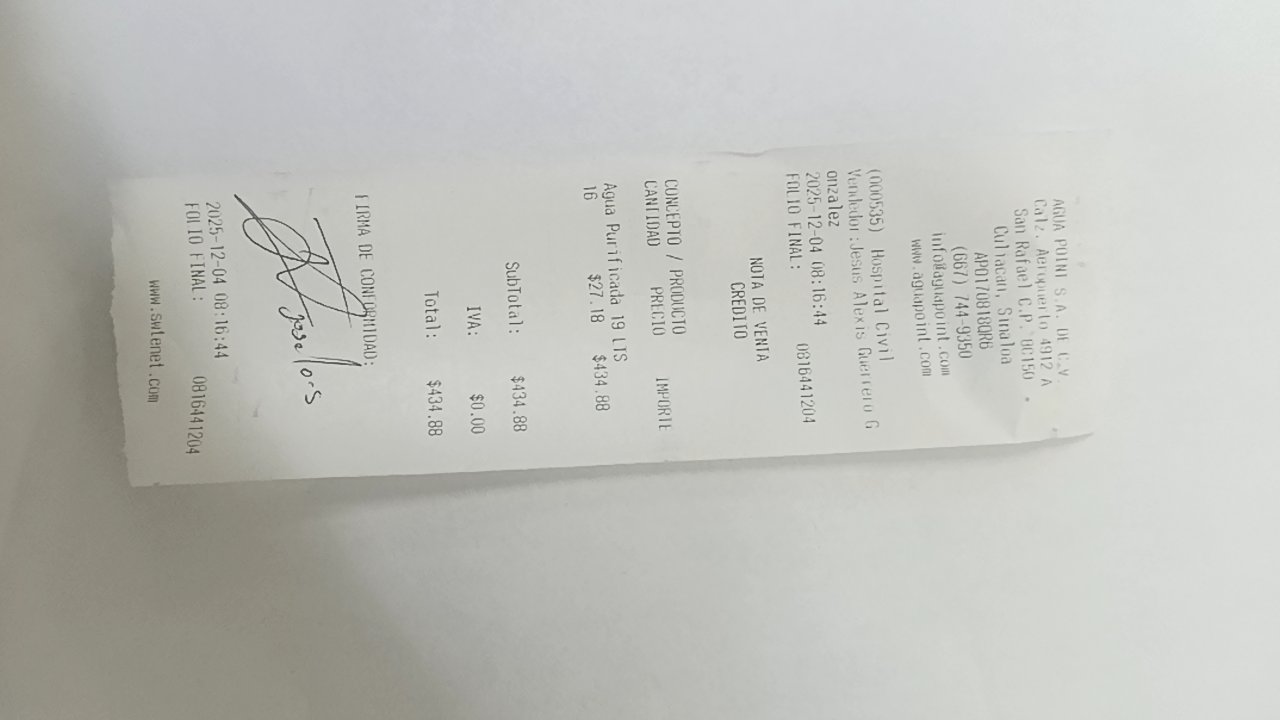 AGUA POINT S.A. DE C.V.
Calz. Aeropuerto 4912 A
San Rafael C.P. 80150
Culiacan, Sinaloa
APO170818QR6
(667) 744-9350
info@aguapoint.com
www.aguapoint.com
(000535) Hospital Civil
Vendedor:Jesus Alexis Guerrero G
onzalez
2025-12-04 08:16:44
FOLIO FINAL: 0816441204
NOTA DE VENTA
CREDITO
CONCEPTO / PRODUCTO
CANTIDAD PRECIO IMPORTE
Agua Purificada 19 LTS
16 $27.18 $434.88
SubTotal: $434.88
IVA: $0.00
Total: $434.88
FIRMA DE CONFORMIDAD:
2025-12-04 08:16:44
FOLIO FINAL: 0816441204
www.swtenet.com